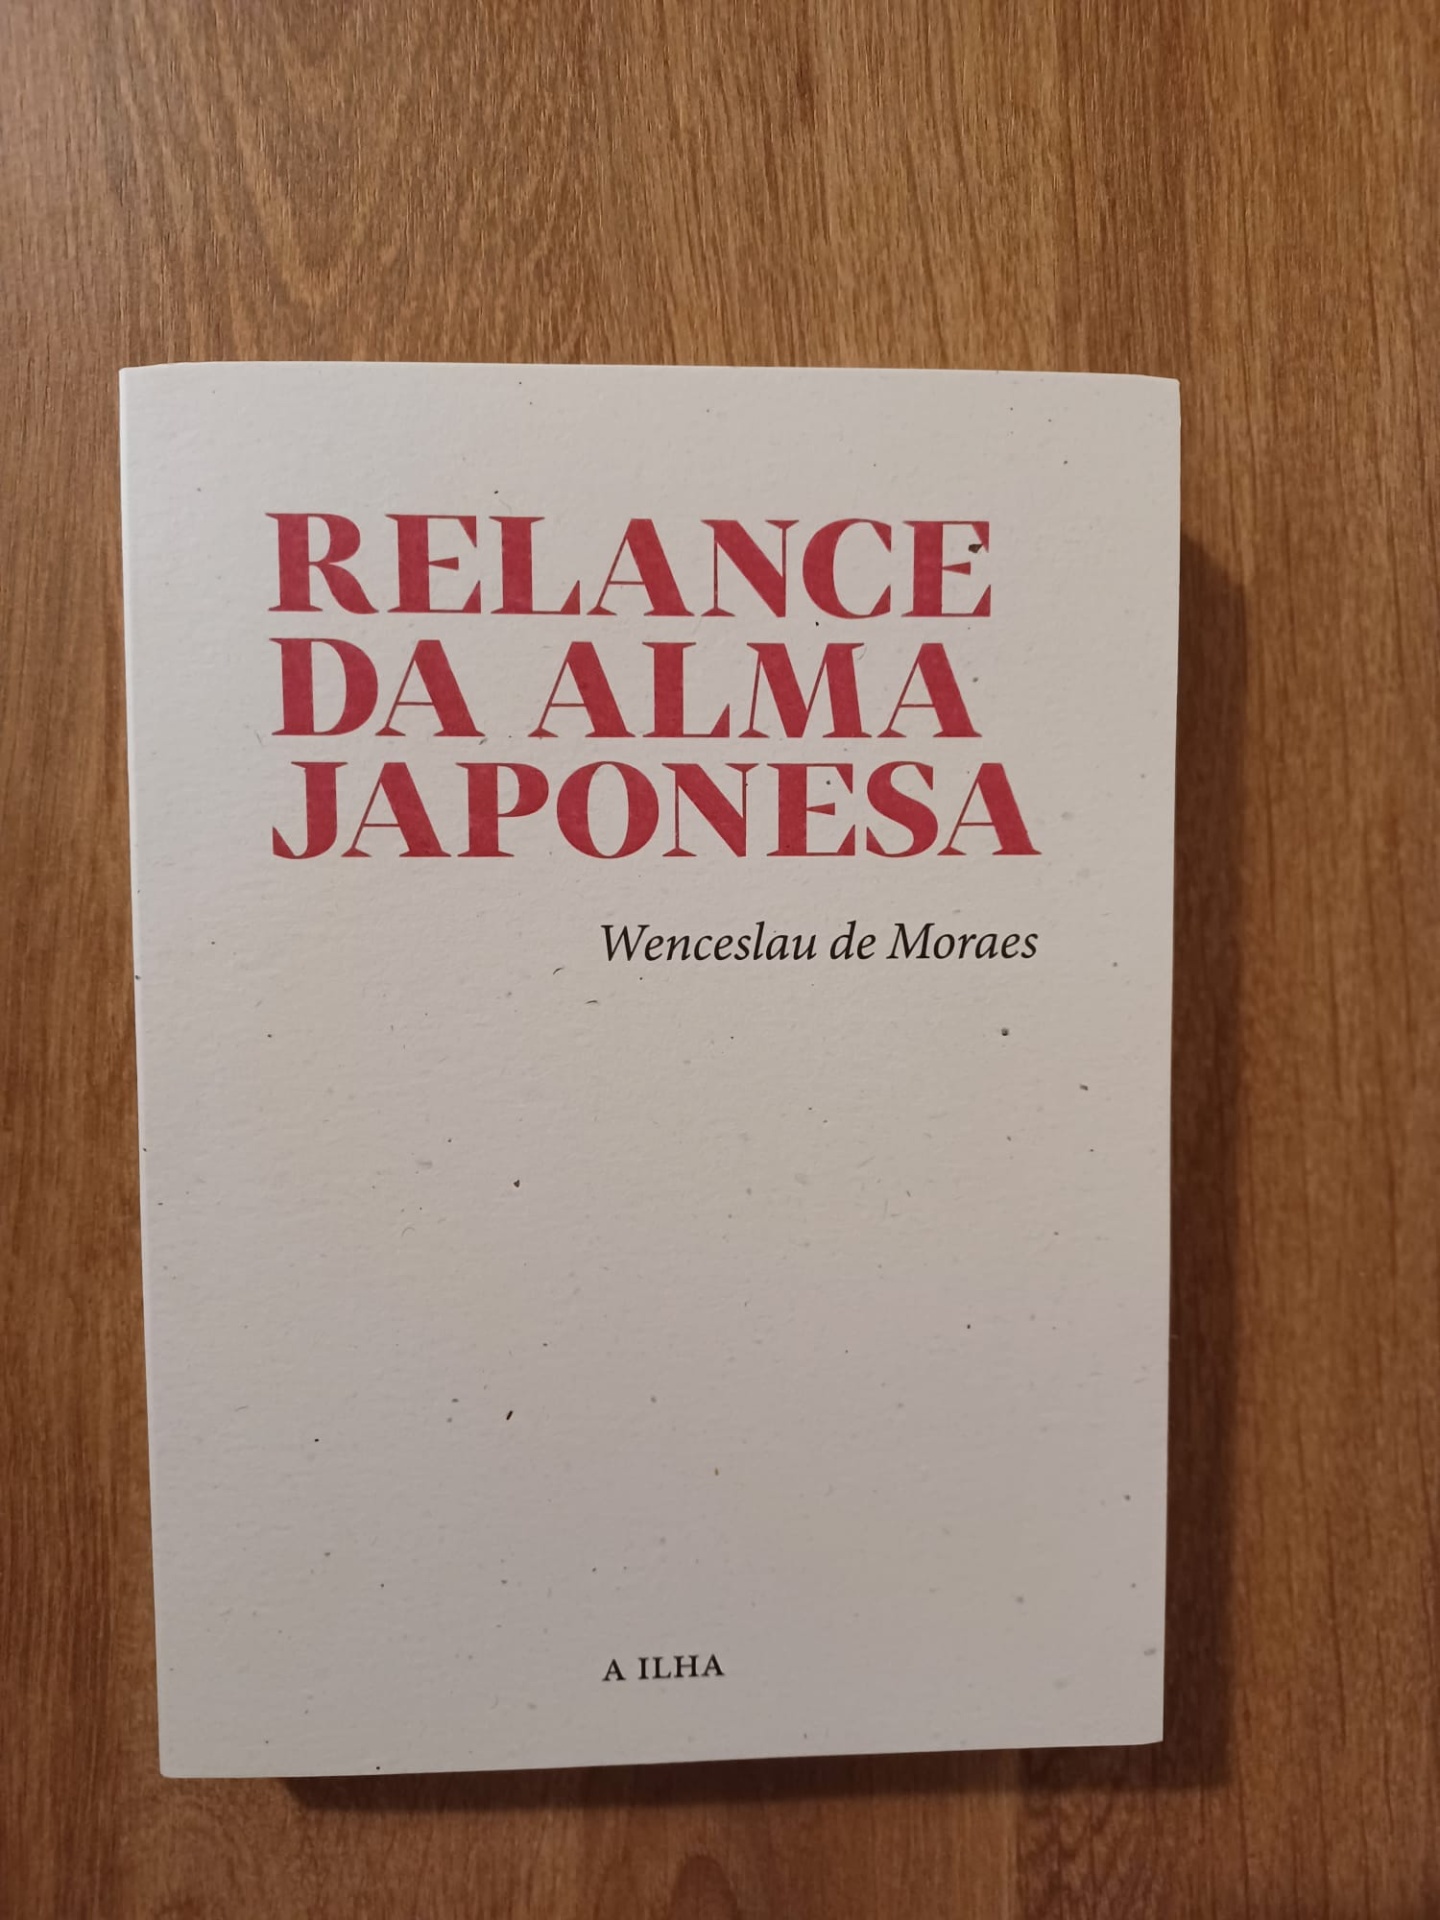 RELANCE
DA ALMA
JAPONESA
Wenceslau de Moraes
A ILHA